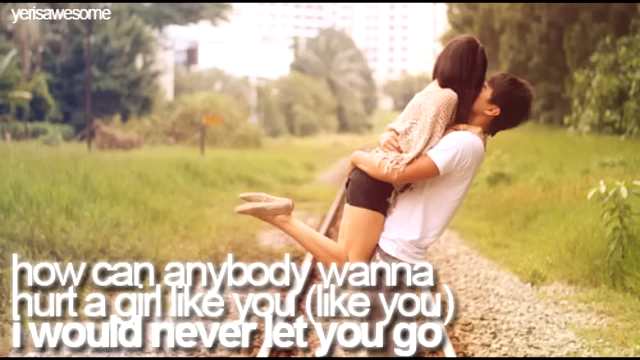 yerisawesome
how can anybody wanna
hurt a girl like you (like you)
i would never let you go